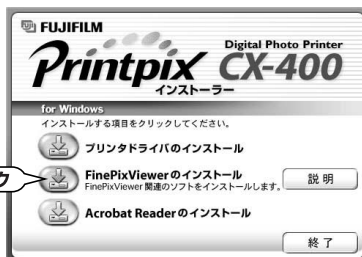 FUJIFILM
Digital Photo Printer
Printpix CX-400
インストーラー
for Windows
インストールする項目をクリックしてください。
プリンタドライバのインストール
FinePixViewerのインストール
FinePixViewer 関連のソフトをインストールします。
説 明
ク
Acrobat Readerのインストール
終 了